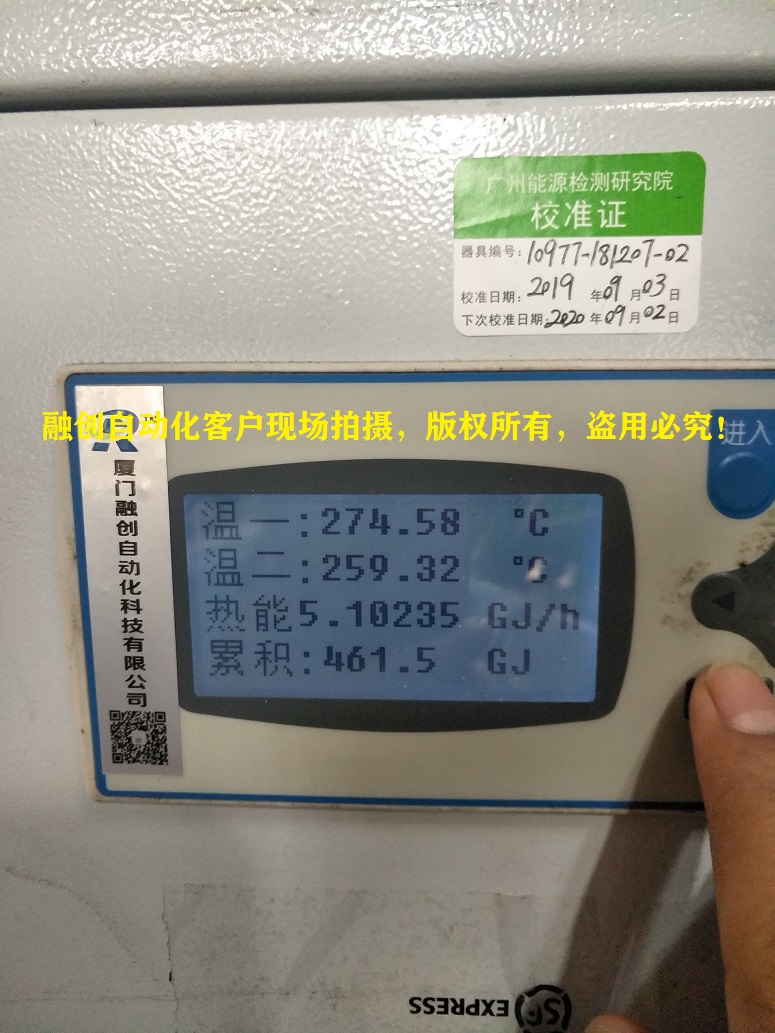 广州能源检测研究院
校准证
器具编号：10977-181207-02
校准日期：2019 年09 月03 日
下次校准日期：2020 年09月02日
融创自动化客户现场拍摄，版权所有，盗用必究！
R
进入
厦门融创自动化科技有限公司
温一:274.58 °C
温二:259.32 °C
热能5.10235 GJ/h
累积:461.5 GJ
SF EXPRESS